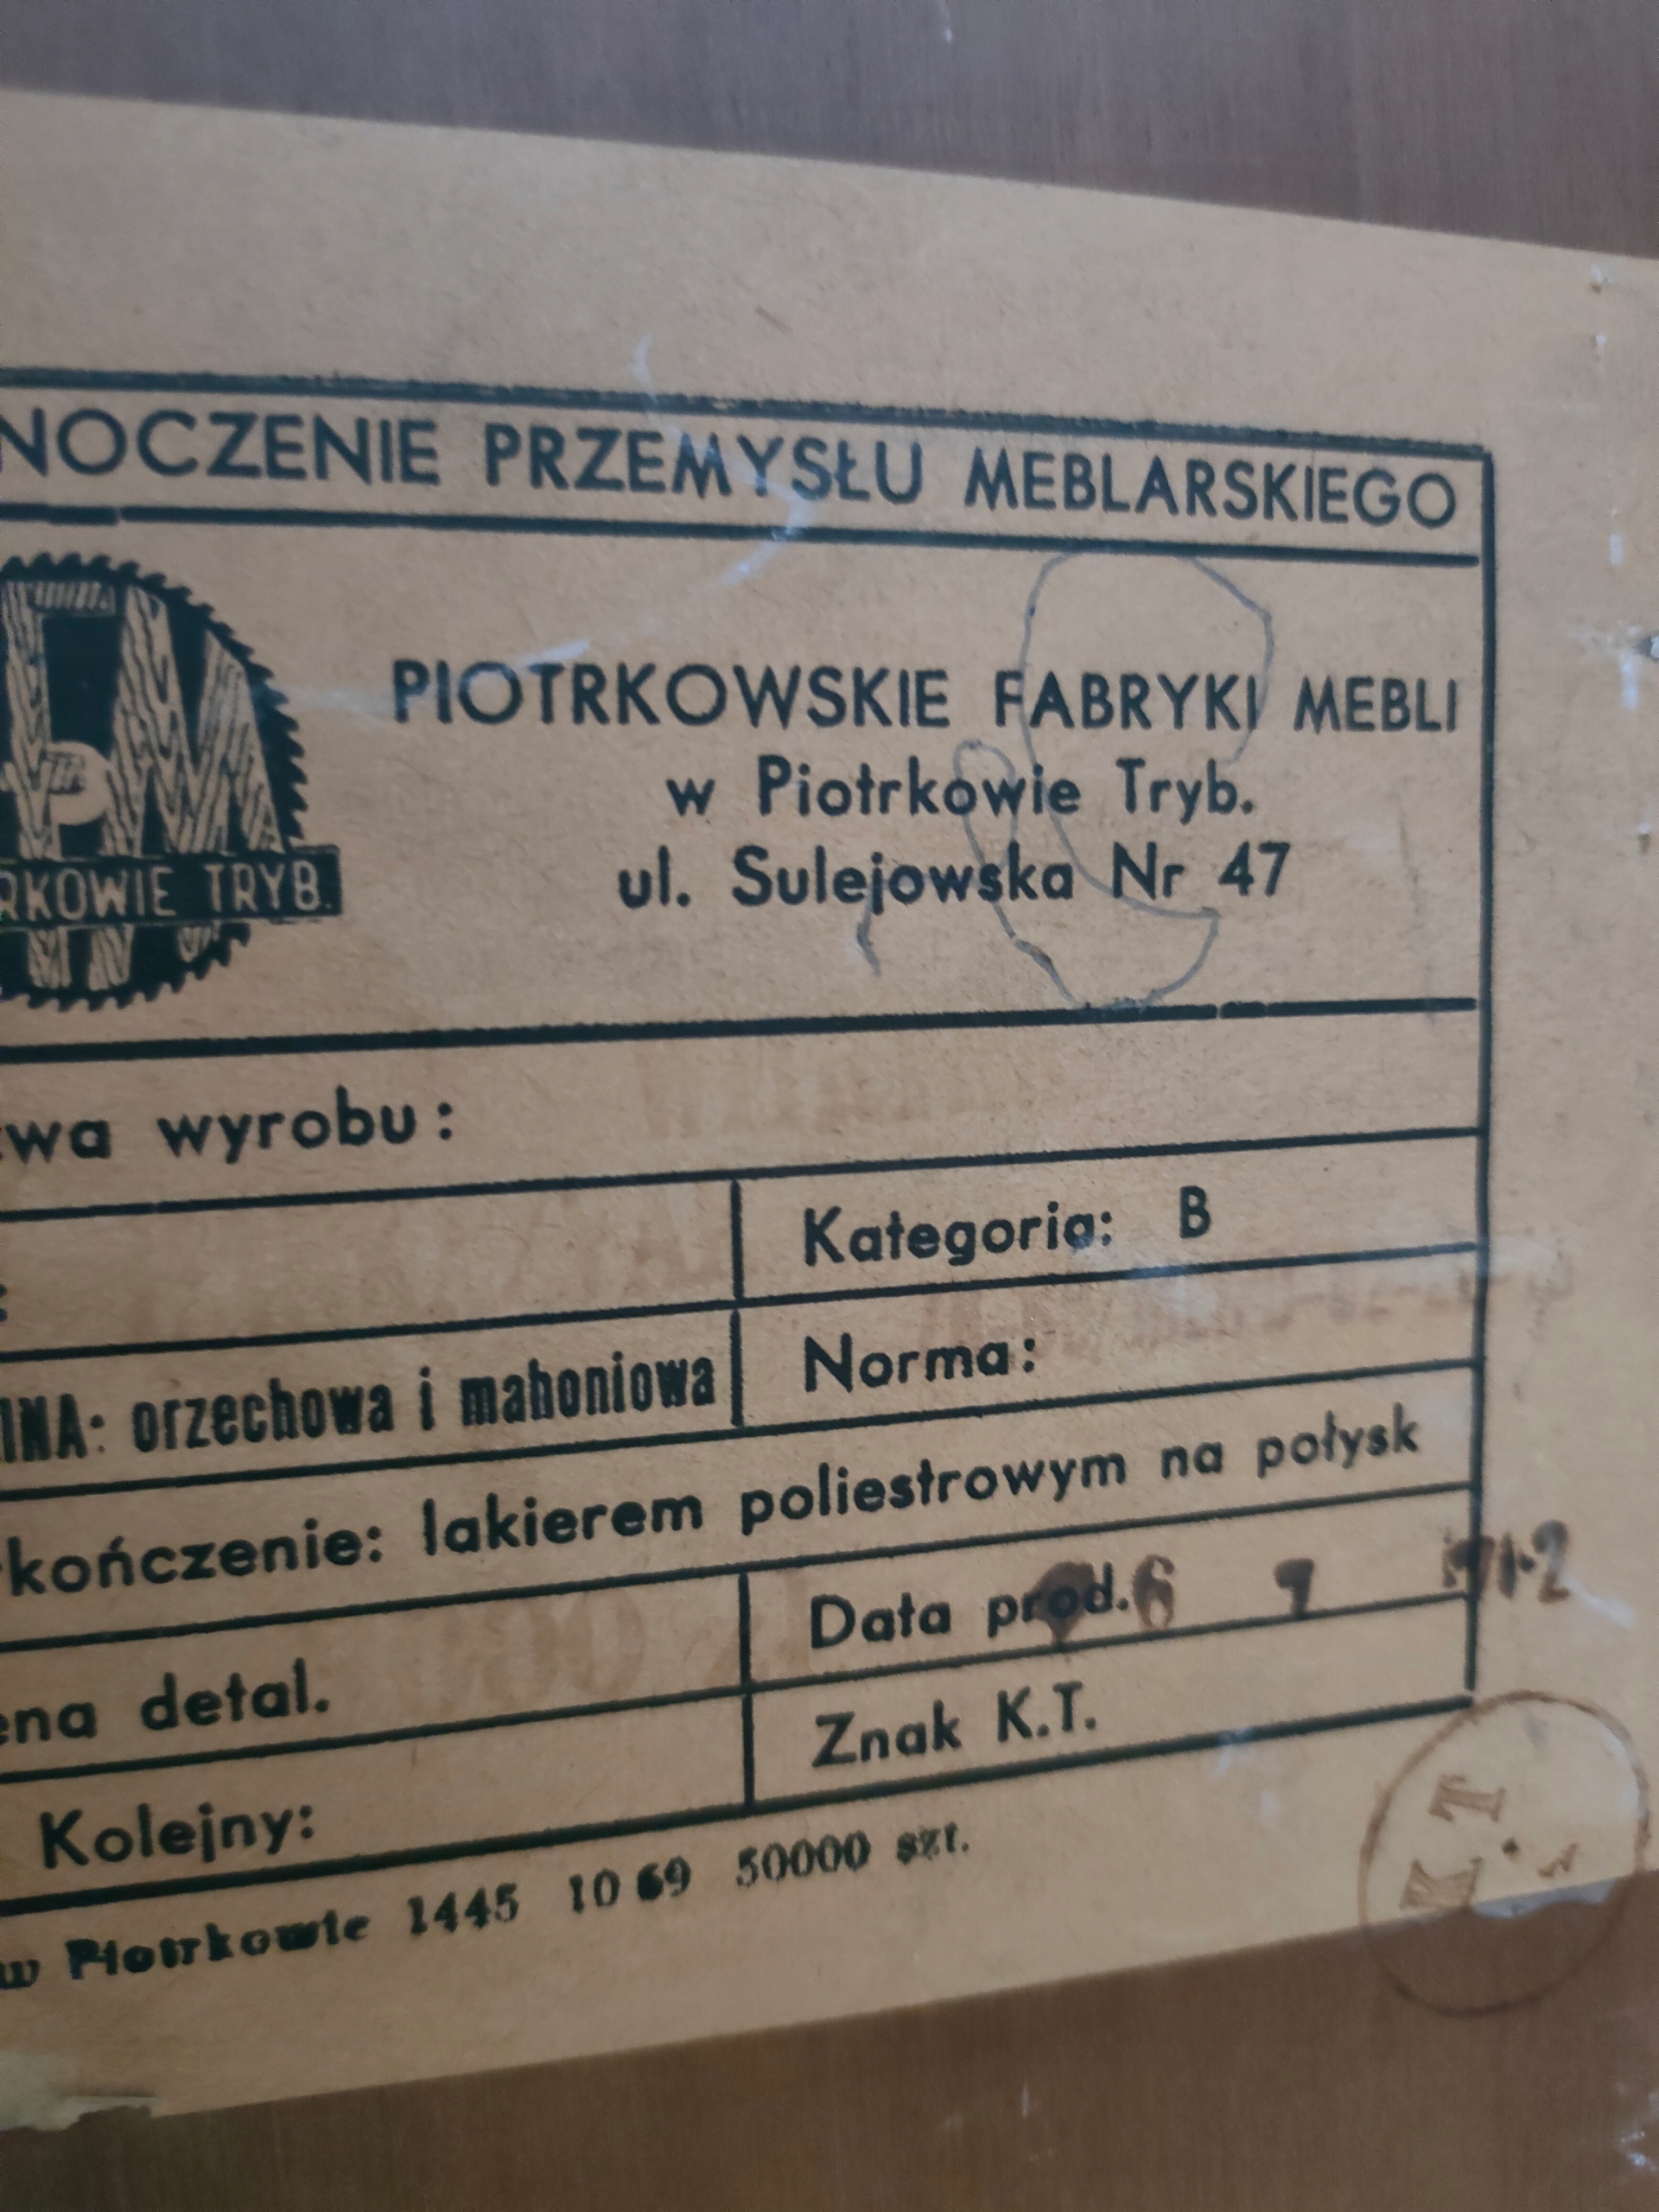 NOCZENIE PRZEMYSŁU MEBLARSKIEGO
RKOWIE TRYB.
PIOTRKOWSKIE FABRYKI MEBLI
w Piotrkowie Tryb.
ul. Sulejowska Nr 47
wa wyrobu:
Kategoria: B
INA: orzechowa i mahoniowa
Norma:
kończenie: lakierem poliestrowym na połysk
ena detal.
Data prod.
Kolejny:
Znak K.T.
w Piotrkowie 1445 10 69 50000 szt.
K.T